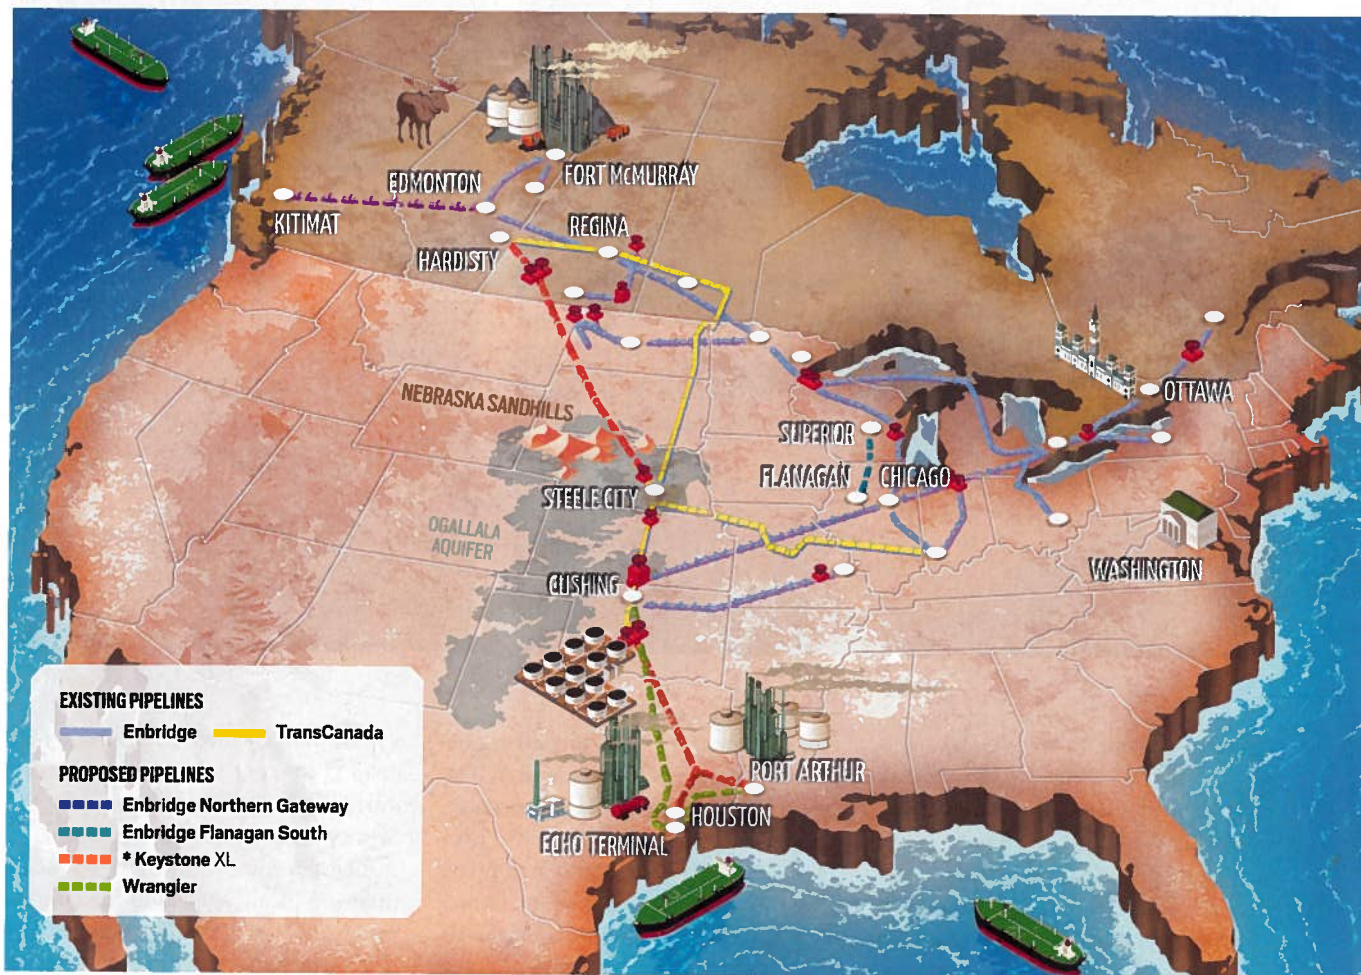 FORT McMURRAY
EDMONTON
KITIMAT
REGINA
HARDISTY
NEBRASKA SANDHILLS
OTTAWA
SUPERIOR
FLANAGAN
CHICAGO
STEELE CITY
OGALLALA
AQUIFER
WASHINGTON
CUSHING
PORT ARTHUR
HOUSTON
ECHO TERMINAL
EXISTING PIPELINES
Enbridge
TransCanada
PROPOSED PIPELINES
Enbridge Northern Gateway
Enbridge Flanagan South
* Keystone XL
Wrangler